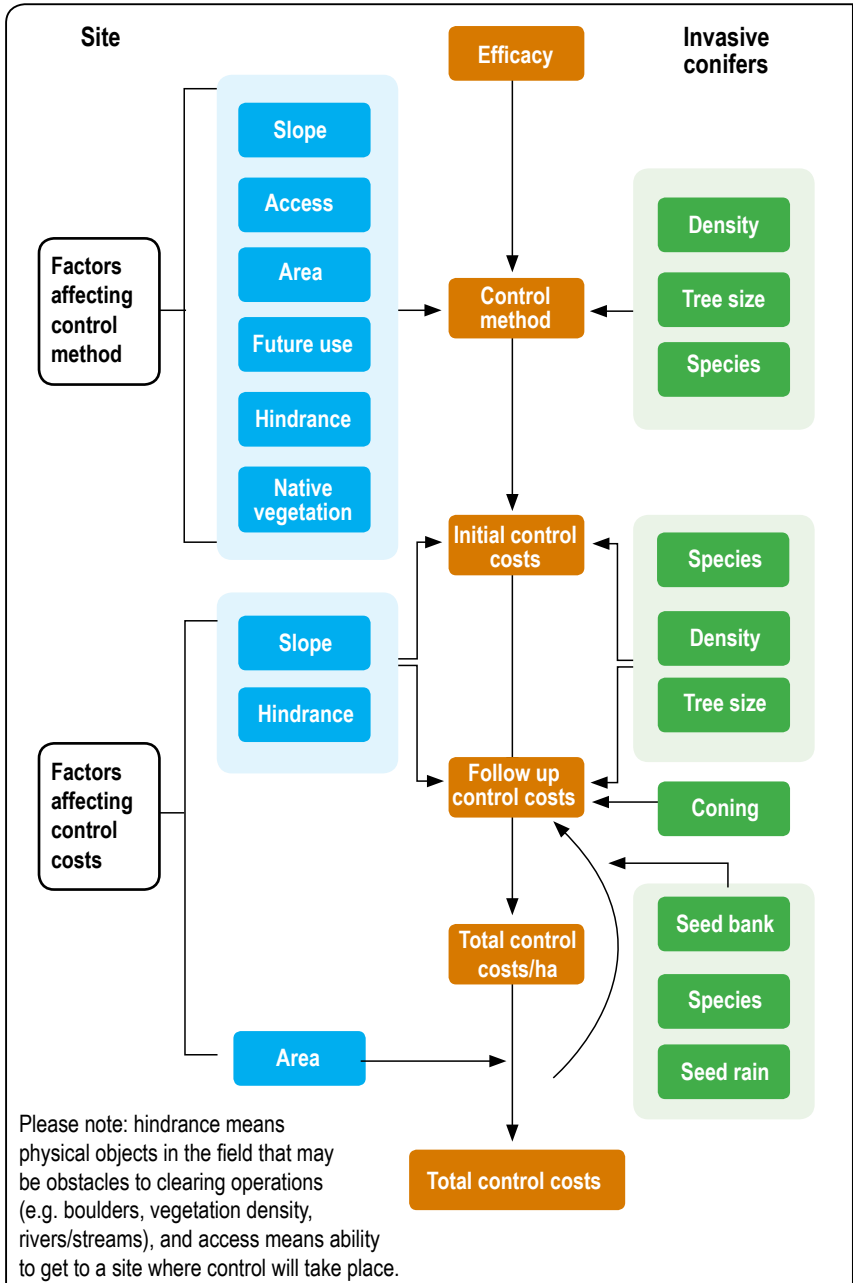 Site
Efficacy
Invasive
conifers
Slope
Access
Area
Future use
Hindrance
Native
vegetation
Factors
affecting
control
method
Control
method
Density
Tree size
Species
Initial control
costs
Slope
Hindrance
Species
Density
Tree size
Factors
affecting
control
costs
Follow up
control costs
Coning
Total control
costs/ha
Seed bank
Species
Seed rain
Area
Total control costs
Please note: hindrance means
physical objects in the field that may
be obstacles to clearing operations
(e.g. boulders, vegetation density,
rivers/streams), and access means ability
to get to a site where control will take place.